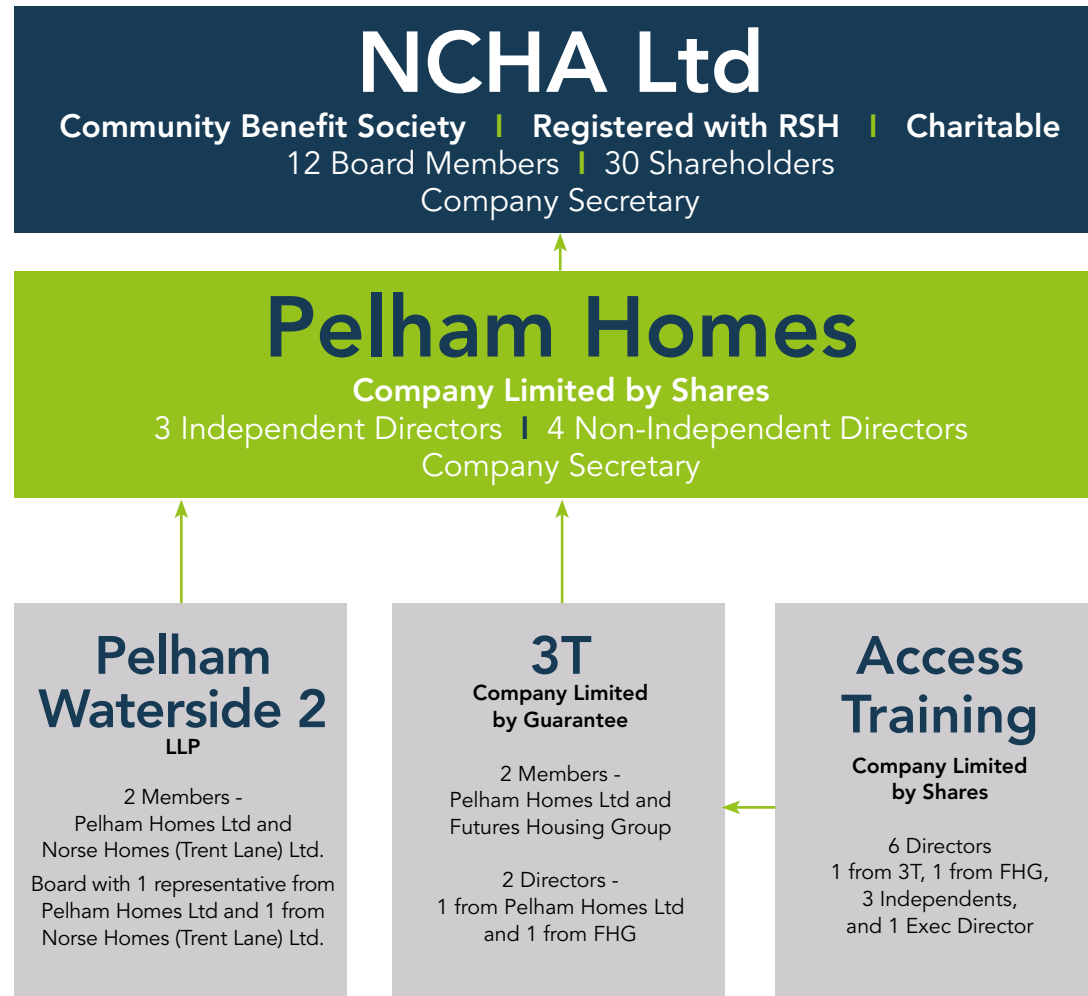 NCHA Ltd
Community Benefit Society | Registered with RSH | Charitable
12 Board Members | 30 Shareholders
Company Secretary
Pelham Homes
Company Limited by Shares
3 Independent Directors | 4 Non-Independent Directors
Company Secretary
Pelham
Waterside 2
LLP
2 Members -
Pelham Homes Ltd and
Norse Homes (Trent Lane) Ltd.
Board with 1 representative from
Pelham Homes Ltd and 1 from
Norse Homes (Trent Lane) Ltd.
3T
Company Limited
by Guarantee
2 Members -
Pelham Homes Ltd and
Futures Housing Group
2 Directors -
1 from Pelham Homes Ltd
and 1 from FHG
Access
Training
Company Limited
by Shares
6 Directors
1 from 3T, 1 from FHG,
3 Independents,
and 1 Exec Director